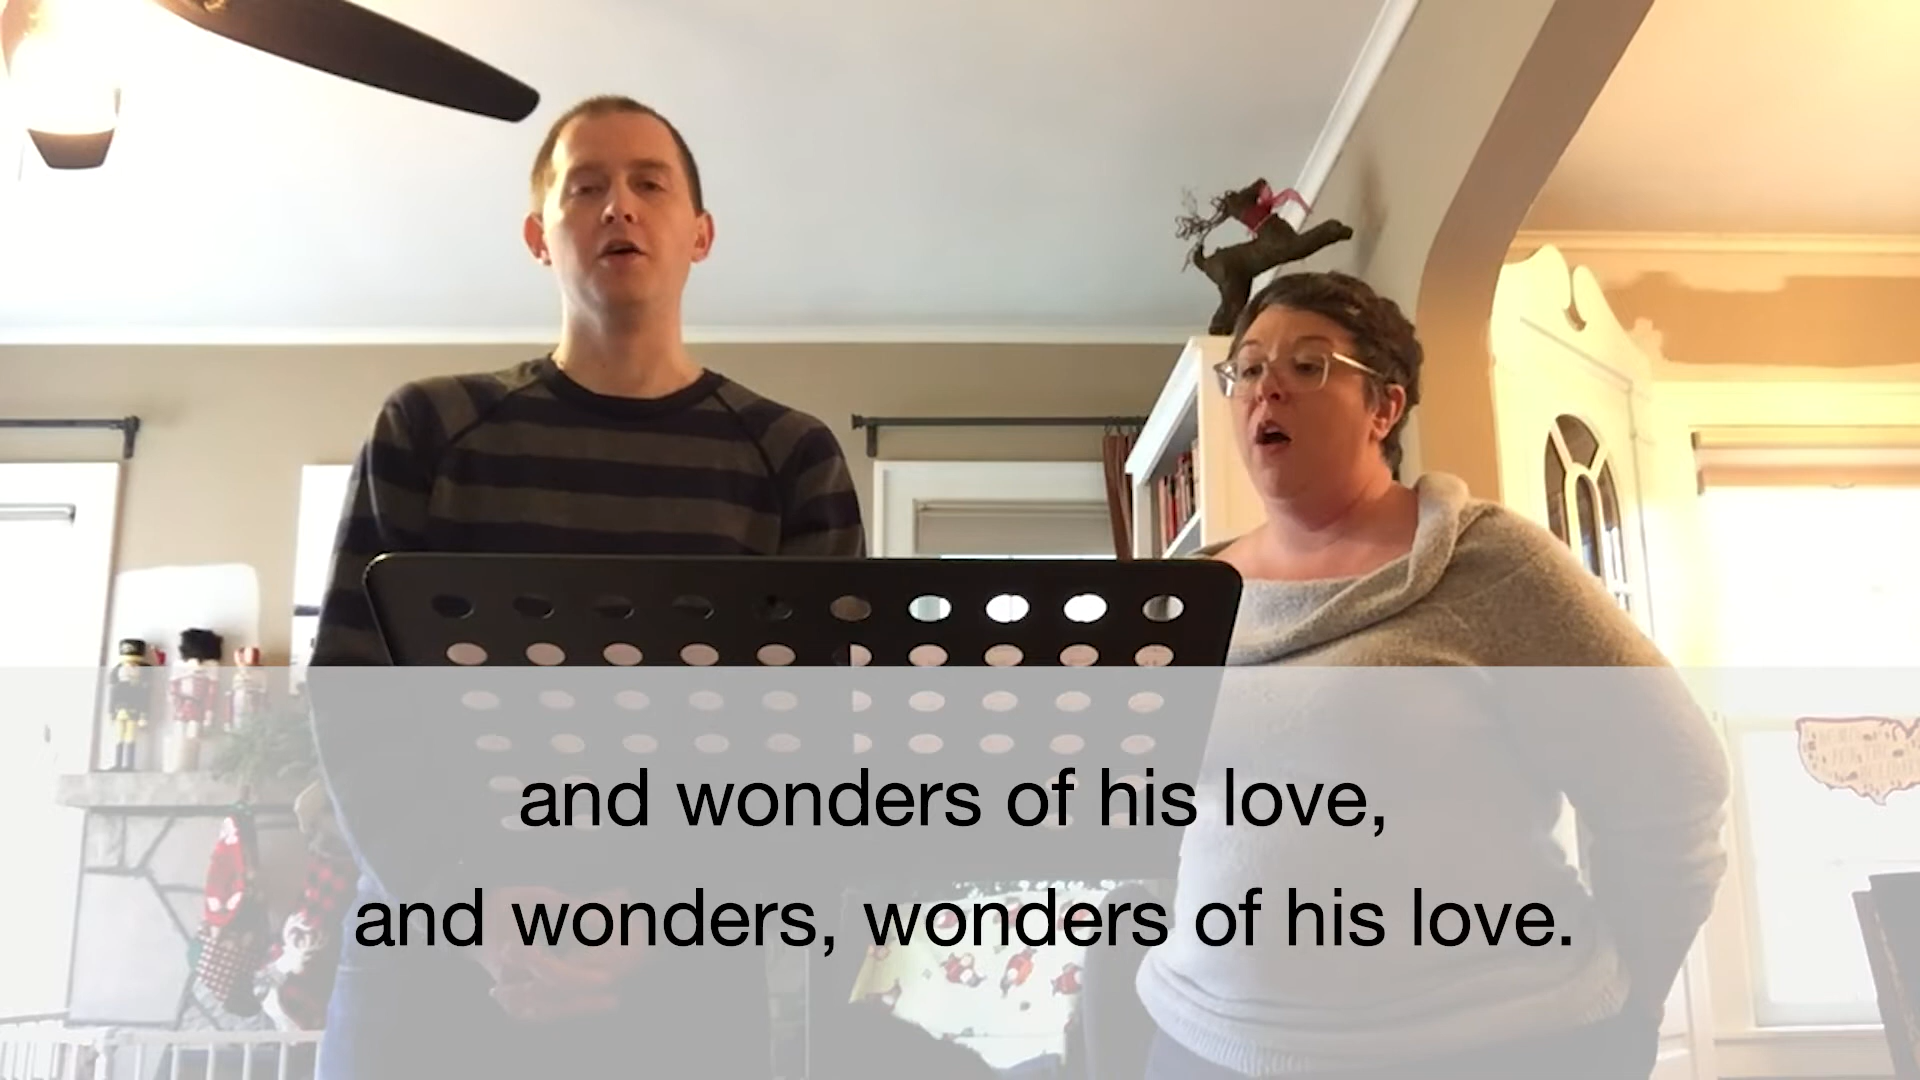 and wonders of his love,
and wonders, wonders of his love.